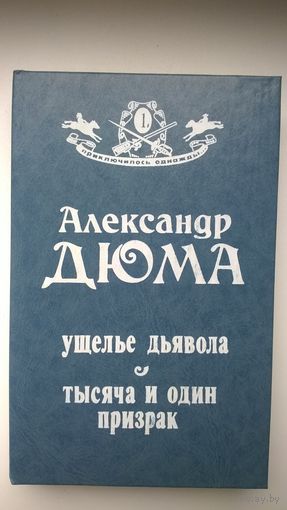 1
приключилось однажды
Александр
ДЮМА
ущелье дьявола
тысяча и один
призрак